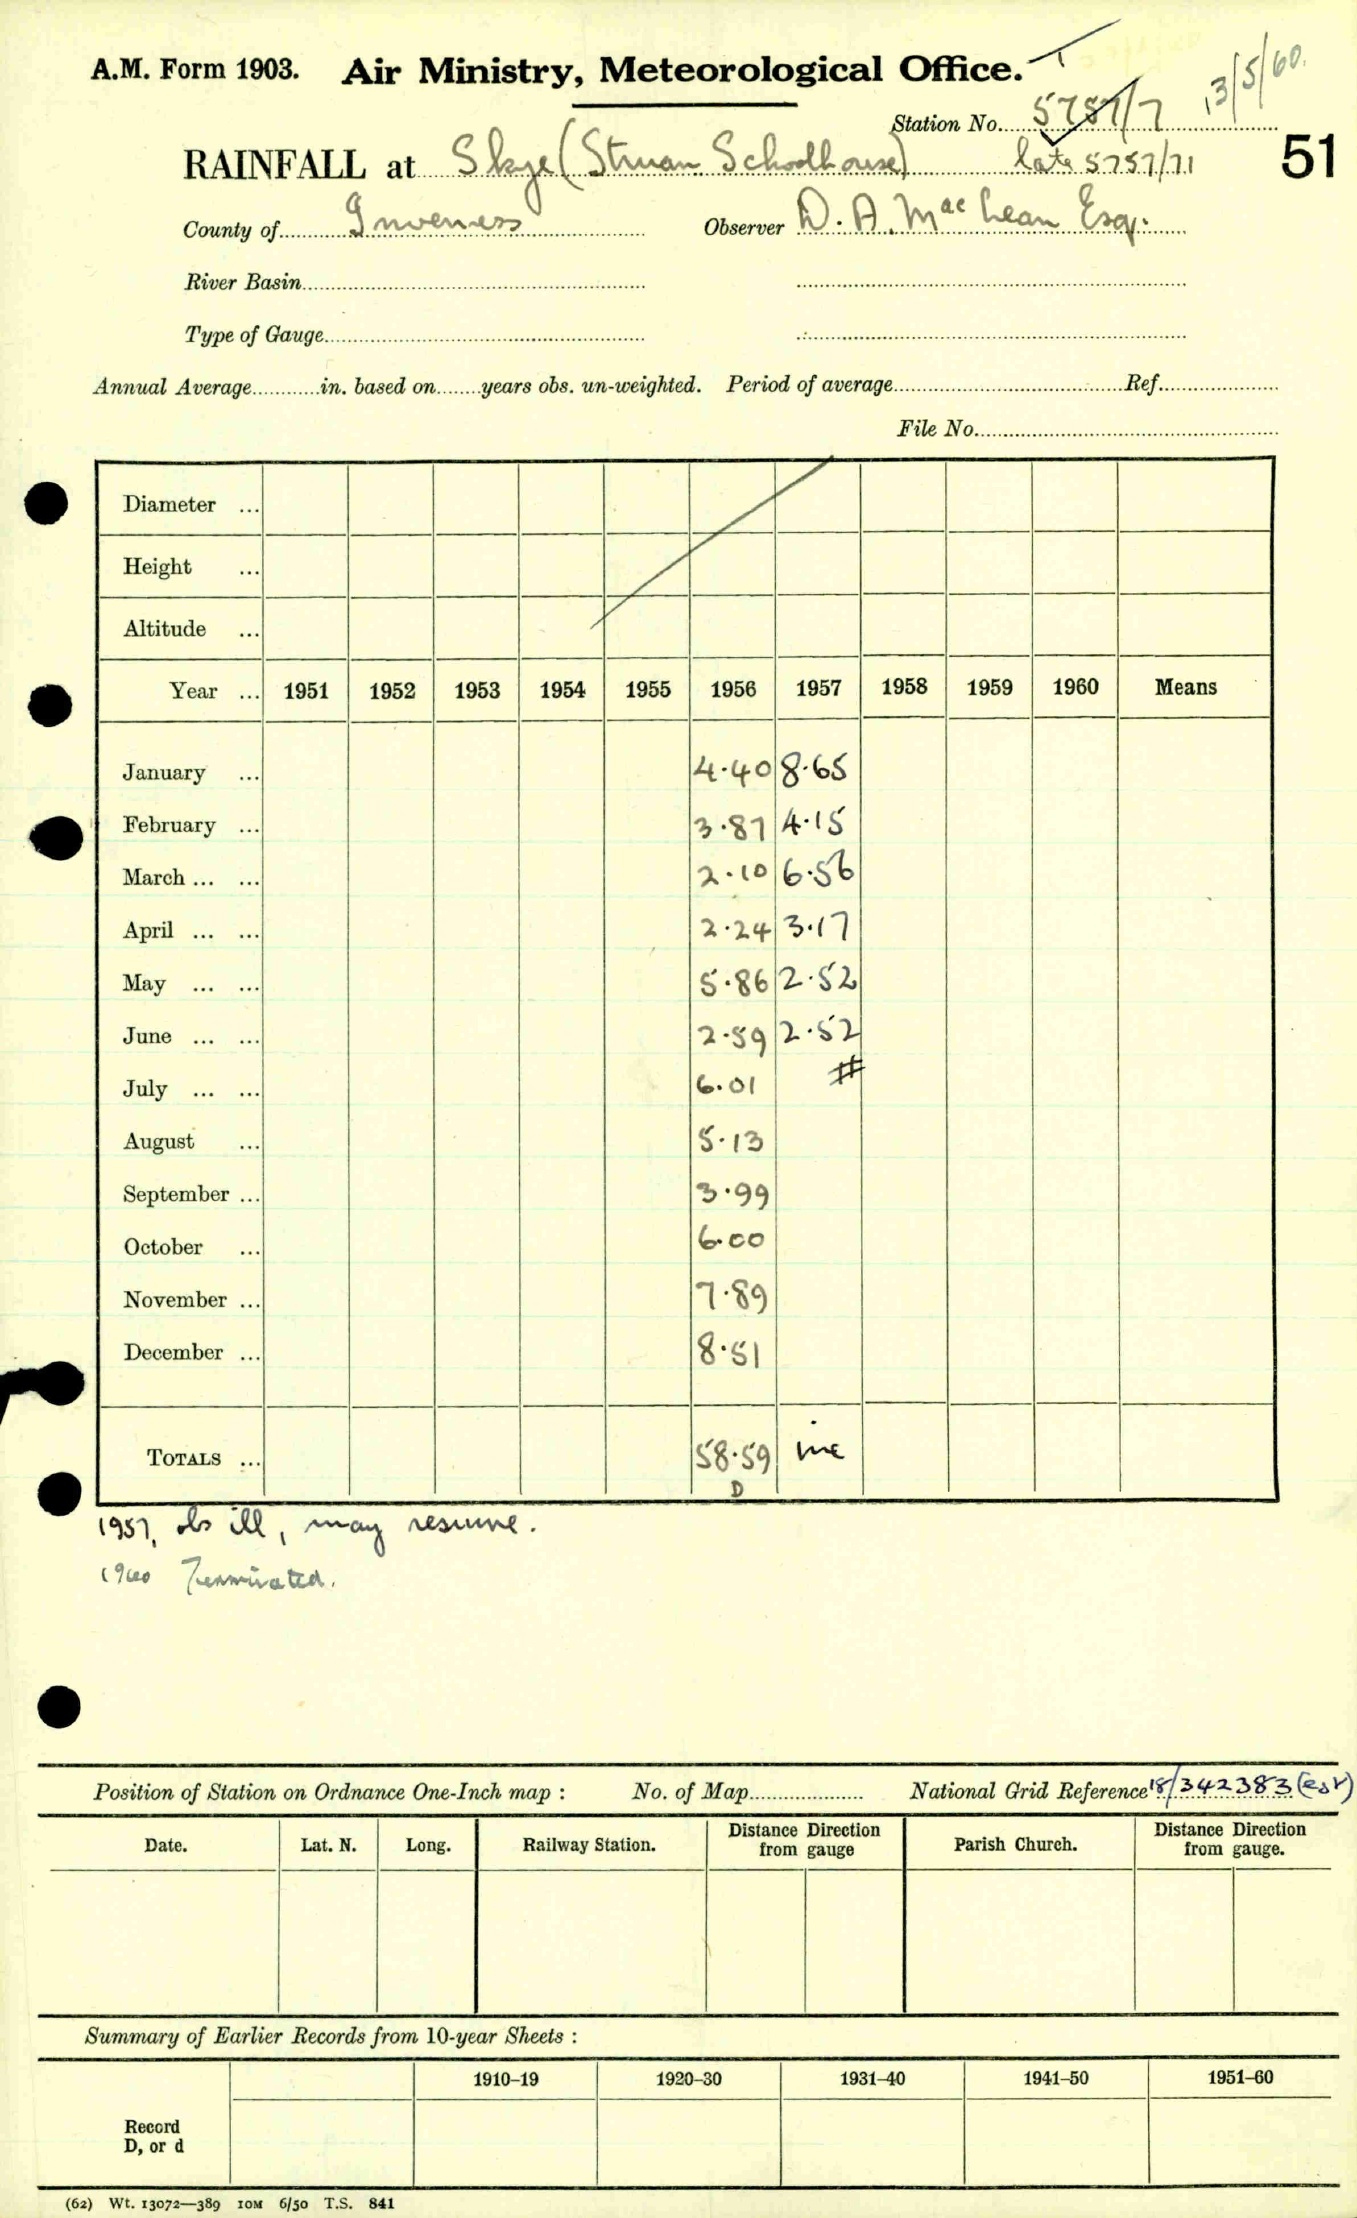 A.M. Form 1903. Air Ministry, Meteorological Office.
13/5/60.
Station No. 5757/7
51
RAINFALL at Skye (Struan Schoolhouse) late 5757/71
County of Inverness Observer D. A. MacLean Esq.
River Basin
Type of Gauge
Annual Average in. based on years obs. un-weighted. Period of average Ref.
File No.
Diameter ...
Height ...
Altitude ...
Year ... 1951 1952 1953 1954 1955 1956 1957 1958 1959 1960 Means
January ... 4.40 8.65
February ... 3.87 4.15
March ... ... 2.10 6.56
April ... ... 2.24 3.17
May ... ... 5.86 2.52
June ... ... 2.59 2.52
July ... ... 6.01 #
August ... 5.13
September ... 3.99
October ... 6.00
November ... 7.89
December ... 8.51
TOTALS ... 58.59 inc
D
1957, obs ill, may resume.
1960 Terminated.
Position of Station on Ordnance One-Inch map : No. of Map National Grid Reference 18/342383 (est)
Date. Lat. N. Long. Railway Station. Distance from Direction gauge Parish Church. Distance from Direction gauge.
Summary of Earlier Records from 10-year Sheets :
1910–19 1920–30 1931–40 1941–50 1951–60
Record
D, or d
(62) Wt. 13072—389 10M 6/50 T.S. 841